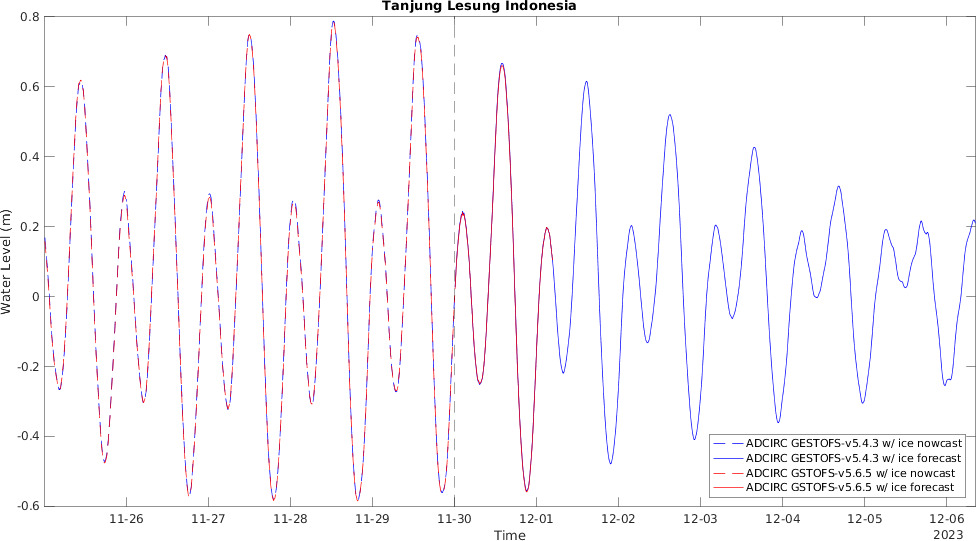 Tanjung Lesung Indonesia
0.8
0.6
0.4
0.2
0
-0.2
-0.4
-0.6
Water Level (m)
11-26
11-27
11-28
11-29
11-30
12-01
12-02
12-03
12-04
12-05
12-06
2023
Time
ADCIRC GESTOFS-v5.4.3 w/ ice nowcast
ADCIRC GESTOFS-v5.4.3 w/ ice forecast
ADCIRC GSTOFS-v5.6.5 w/ ice nowcast
ADCIRC GSTOFS-v5.6.5 w/ ice forecast